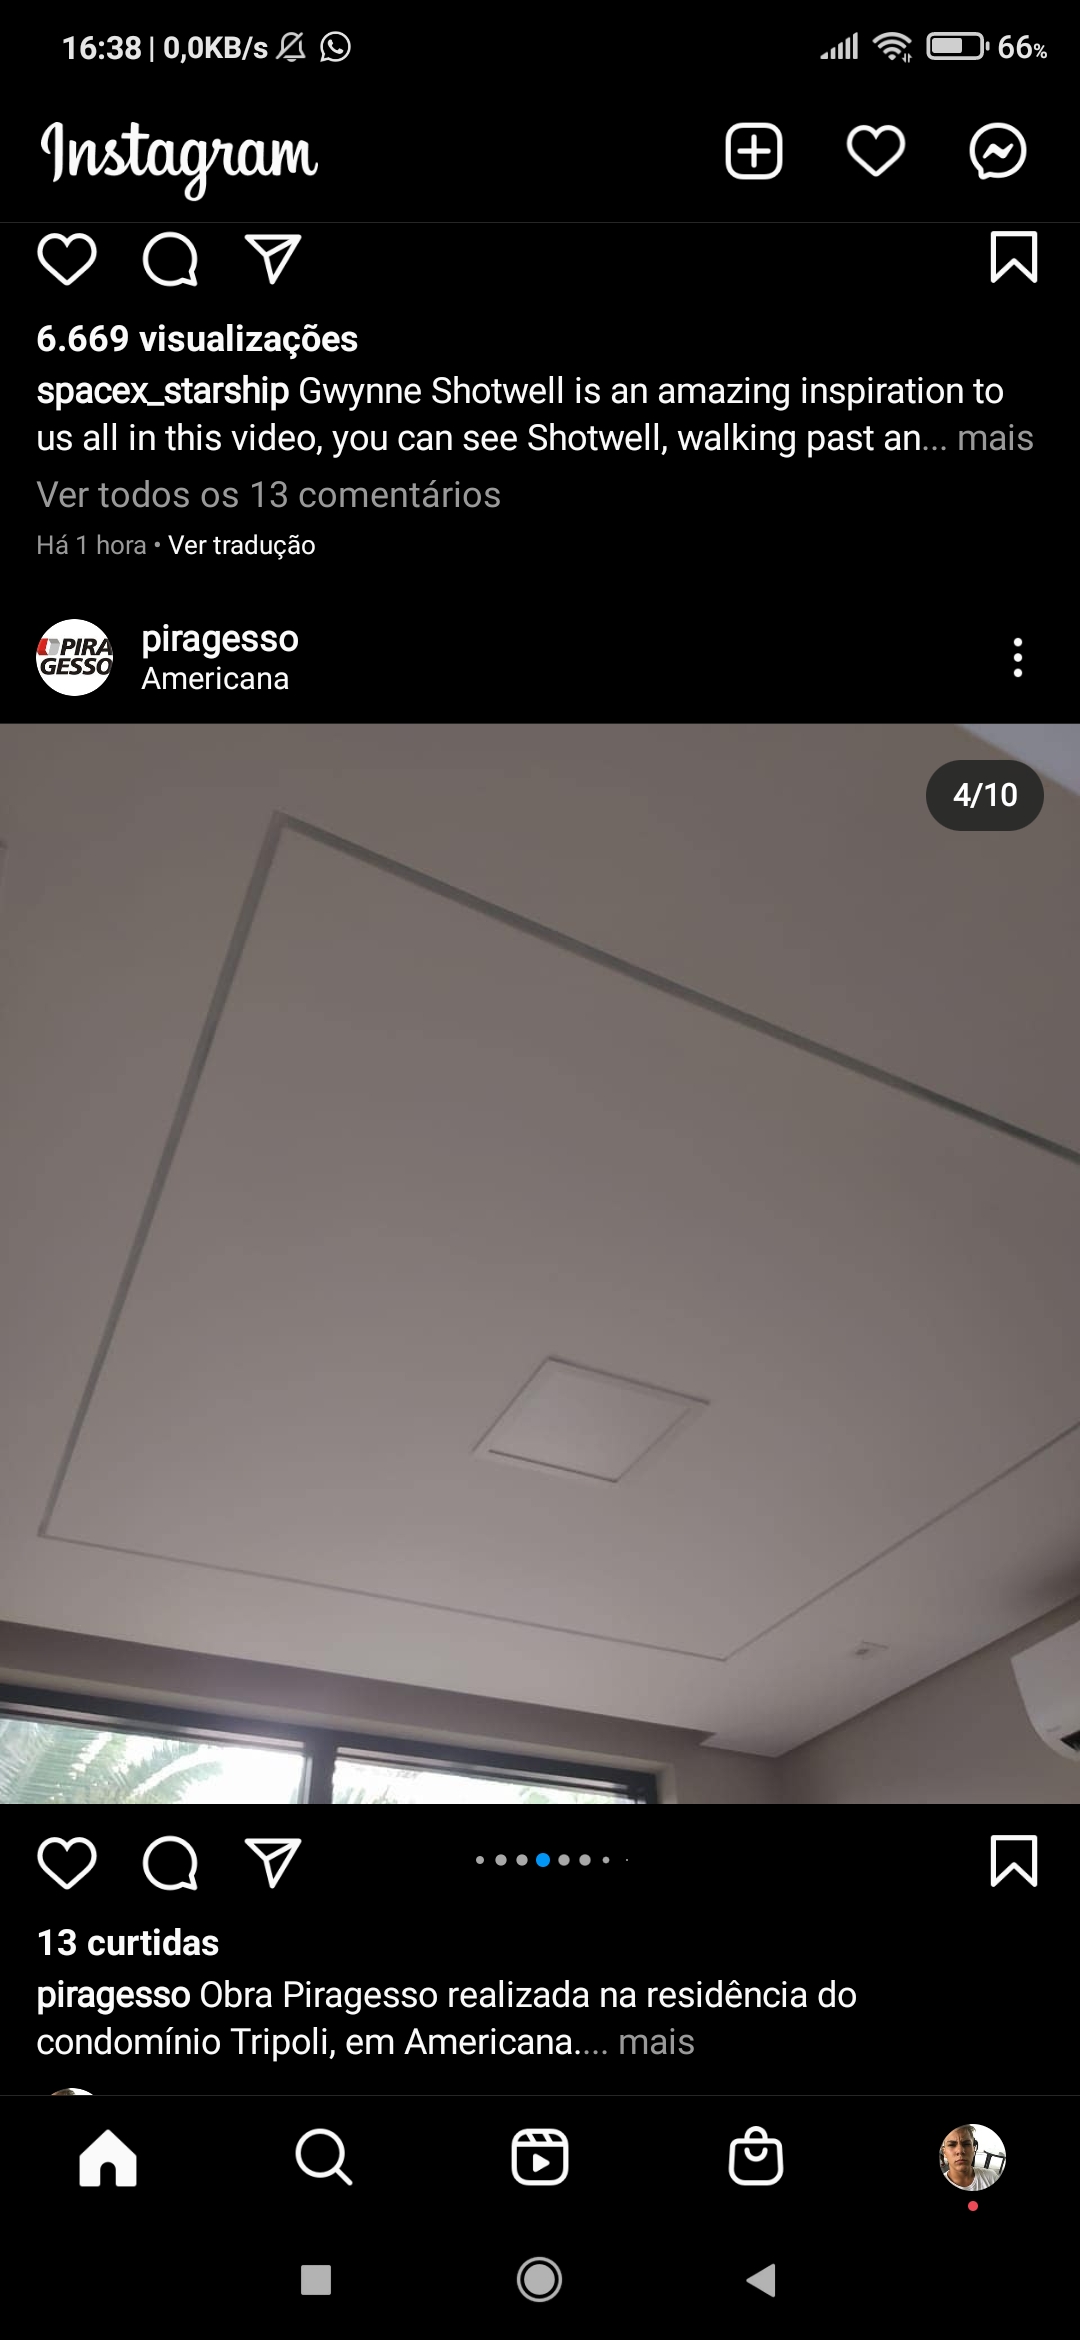 16:38 | 0,0KB/s
66%
Instagram
6.669 visualizações
spacex_starship Gwynne Shotwell is an amazing inspiration to
us all in this video, you can see Shotwell, walking past an... mais
Ver todos os 13 comentários
Há 1 hora • Ver tradução
PIRA
GESSO
piragesso
Americana
4/10
13 curtidas
piragesso Obra Piragesso realizada na residência do
condomínio Tripoli, em Americana.... mais